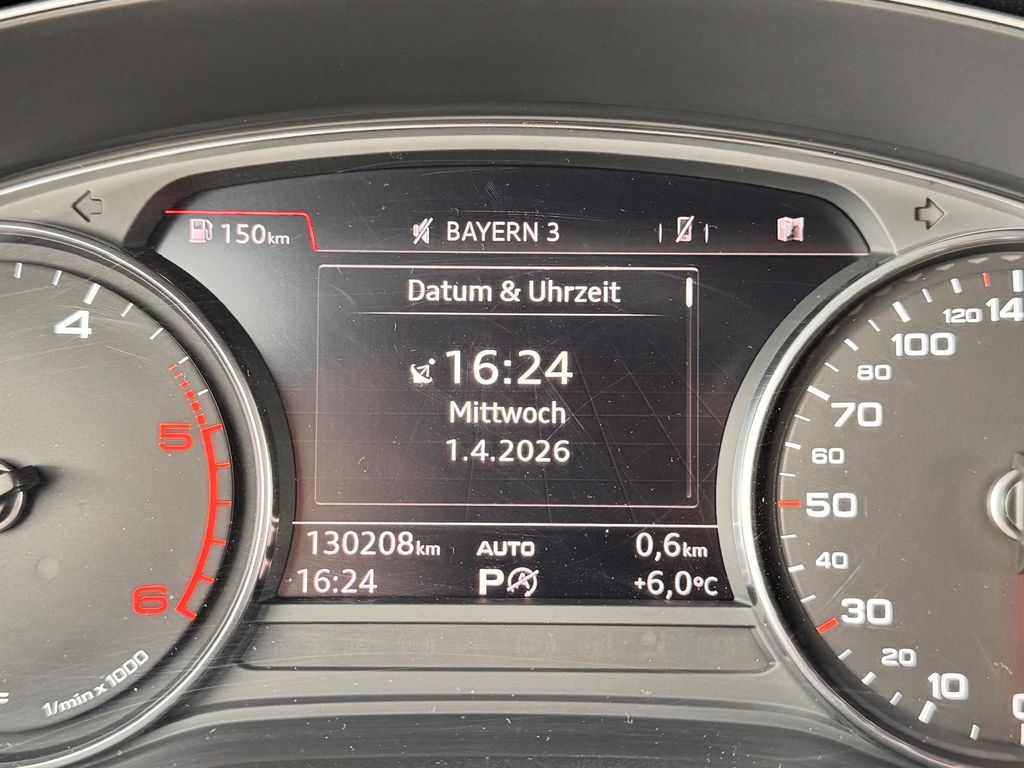 150km
BAYERN 3
Datum & Uhrzeit
16:24
Mittwoch
1.4.2026
130208km AUTO 0,6km
16:24 P +6,0°C
4
5
6
1/min x 1000
120
100
80
70
60
50
40
30
20
10